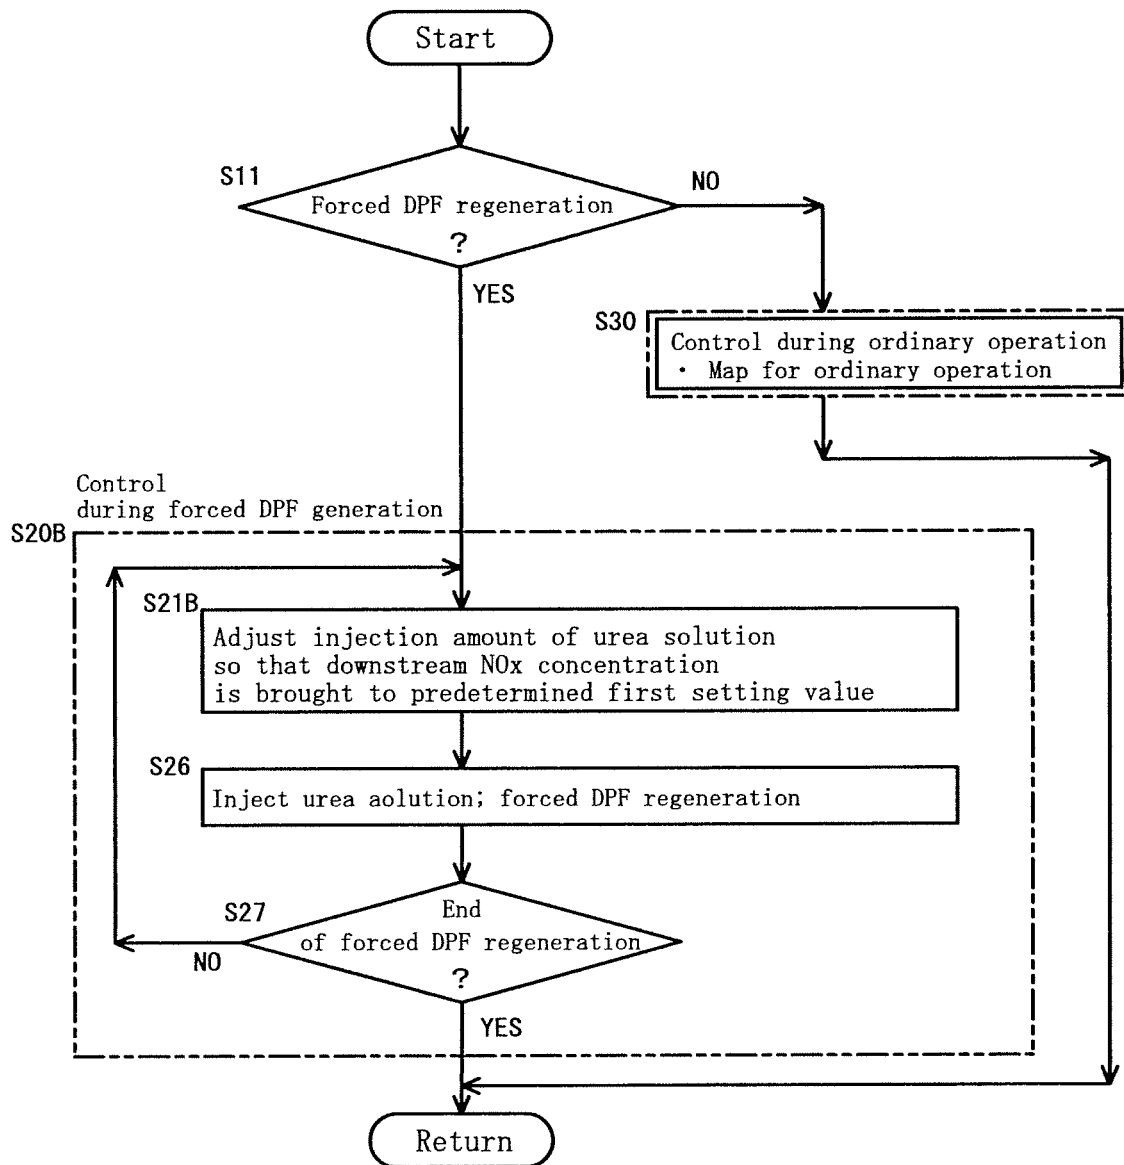 Start
S11
Forced DPF regeneration
?
NO
YES
S30
Control during ordinary operation
・ Map for ordinary operation
Control
during forced DPF generation
S20B
S21B
Adjust injection amount of urea solution
so that downstream NOx concentration
is brought to predetermined first setting value
S26
Inject urea aolution; forced DPF regeneration
S27
End
of forced DPF regeneration
?
NO
YES
Return